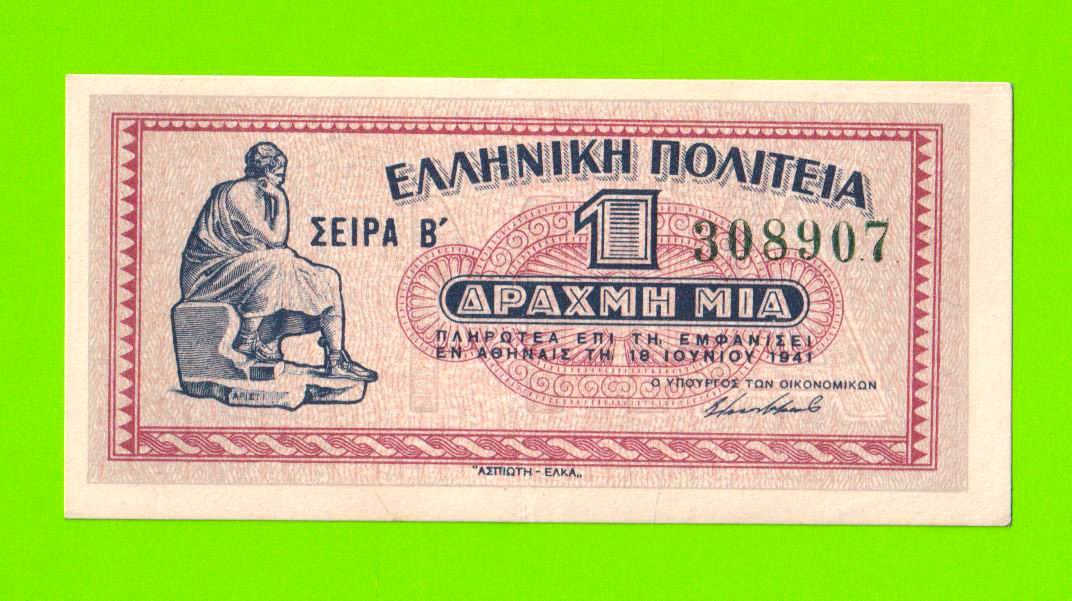 ΕΛΛΗΝΙΚΗ ΠΟΛΙΤΕΙΑ
ΣΕΙΡΑ Β΄
1
308907
ΔΡΑΧΜΗ ΜΙΑ
ΠΛΗΡΩΤΕΑ ΕΠΙ ΤΗ ΕΜΦΑΝΙΣΕΙ
ΕΝ ΑΘΗΝΑΙΣ ΤΗ 18 ΙΟΥΝΙΟΥ 1941
Ο ΥΠΟΥΡΓΟΣ ΤΩΝ ΟΙΚΟΝΟΜΙΚΩΝ
"ΑΣΠΙΩΤΗ - ΕΛΚΑ„